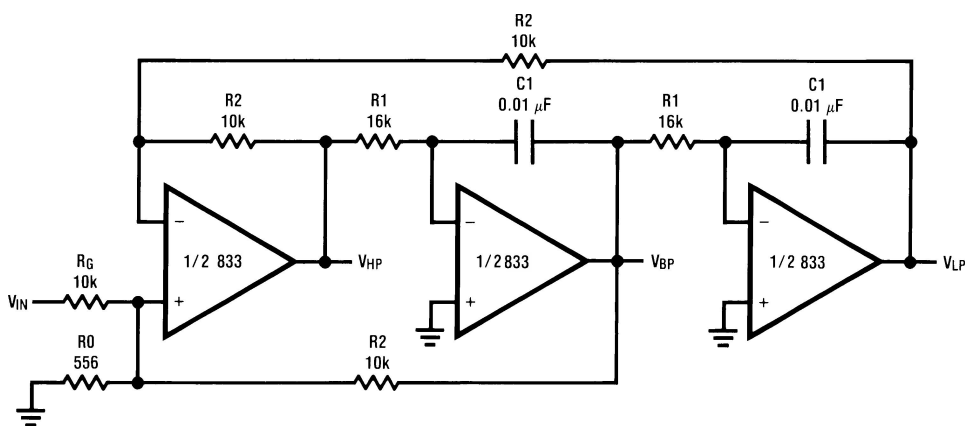 R2
10k
R2
10k
R1
16k
C1
0.01 μF
R1
16k
C1
0.01 μF
−
1/2 833
+
VHP
−
1/2 833
+
VBP
−
1/2 833
+
VLP
RG
10k
VIN
R0
556
R2
10k